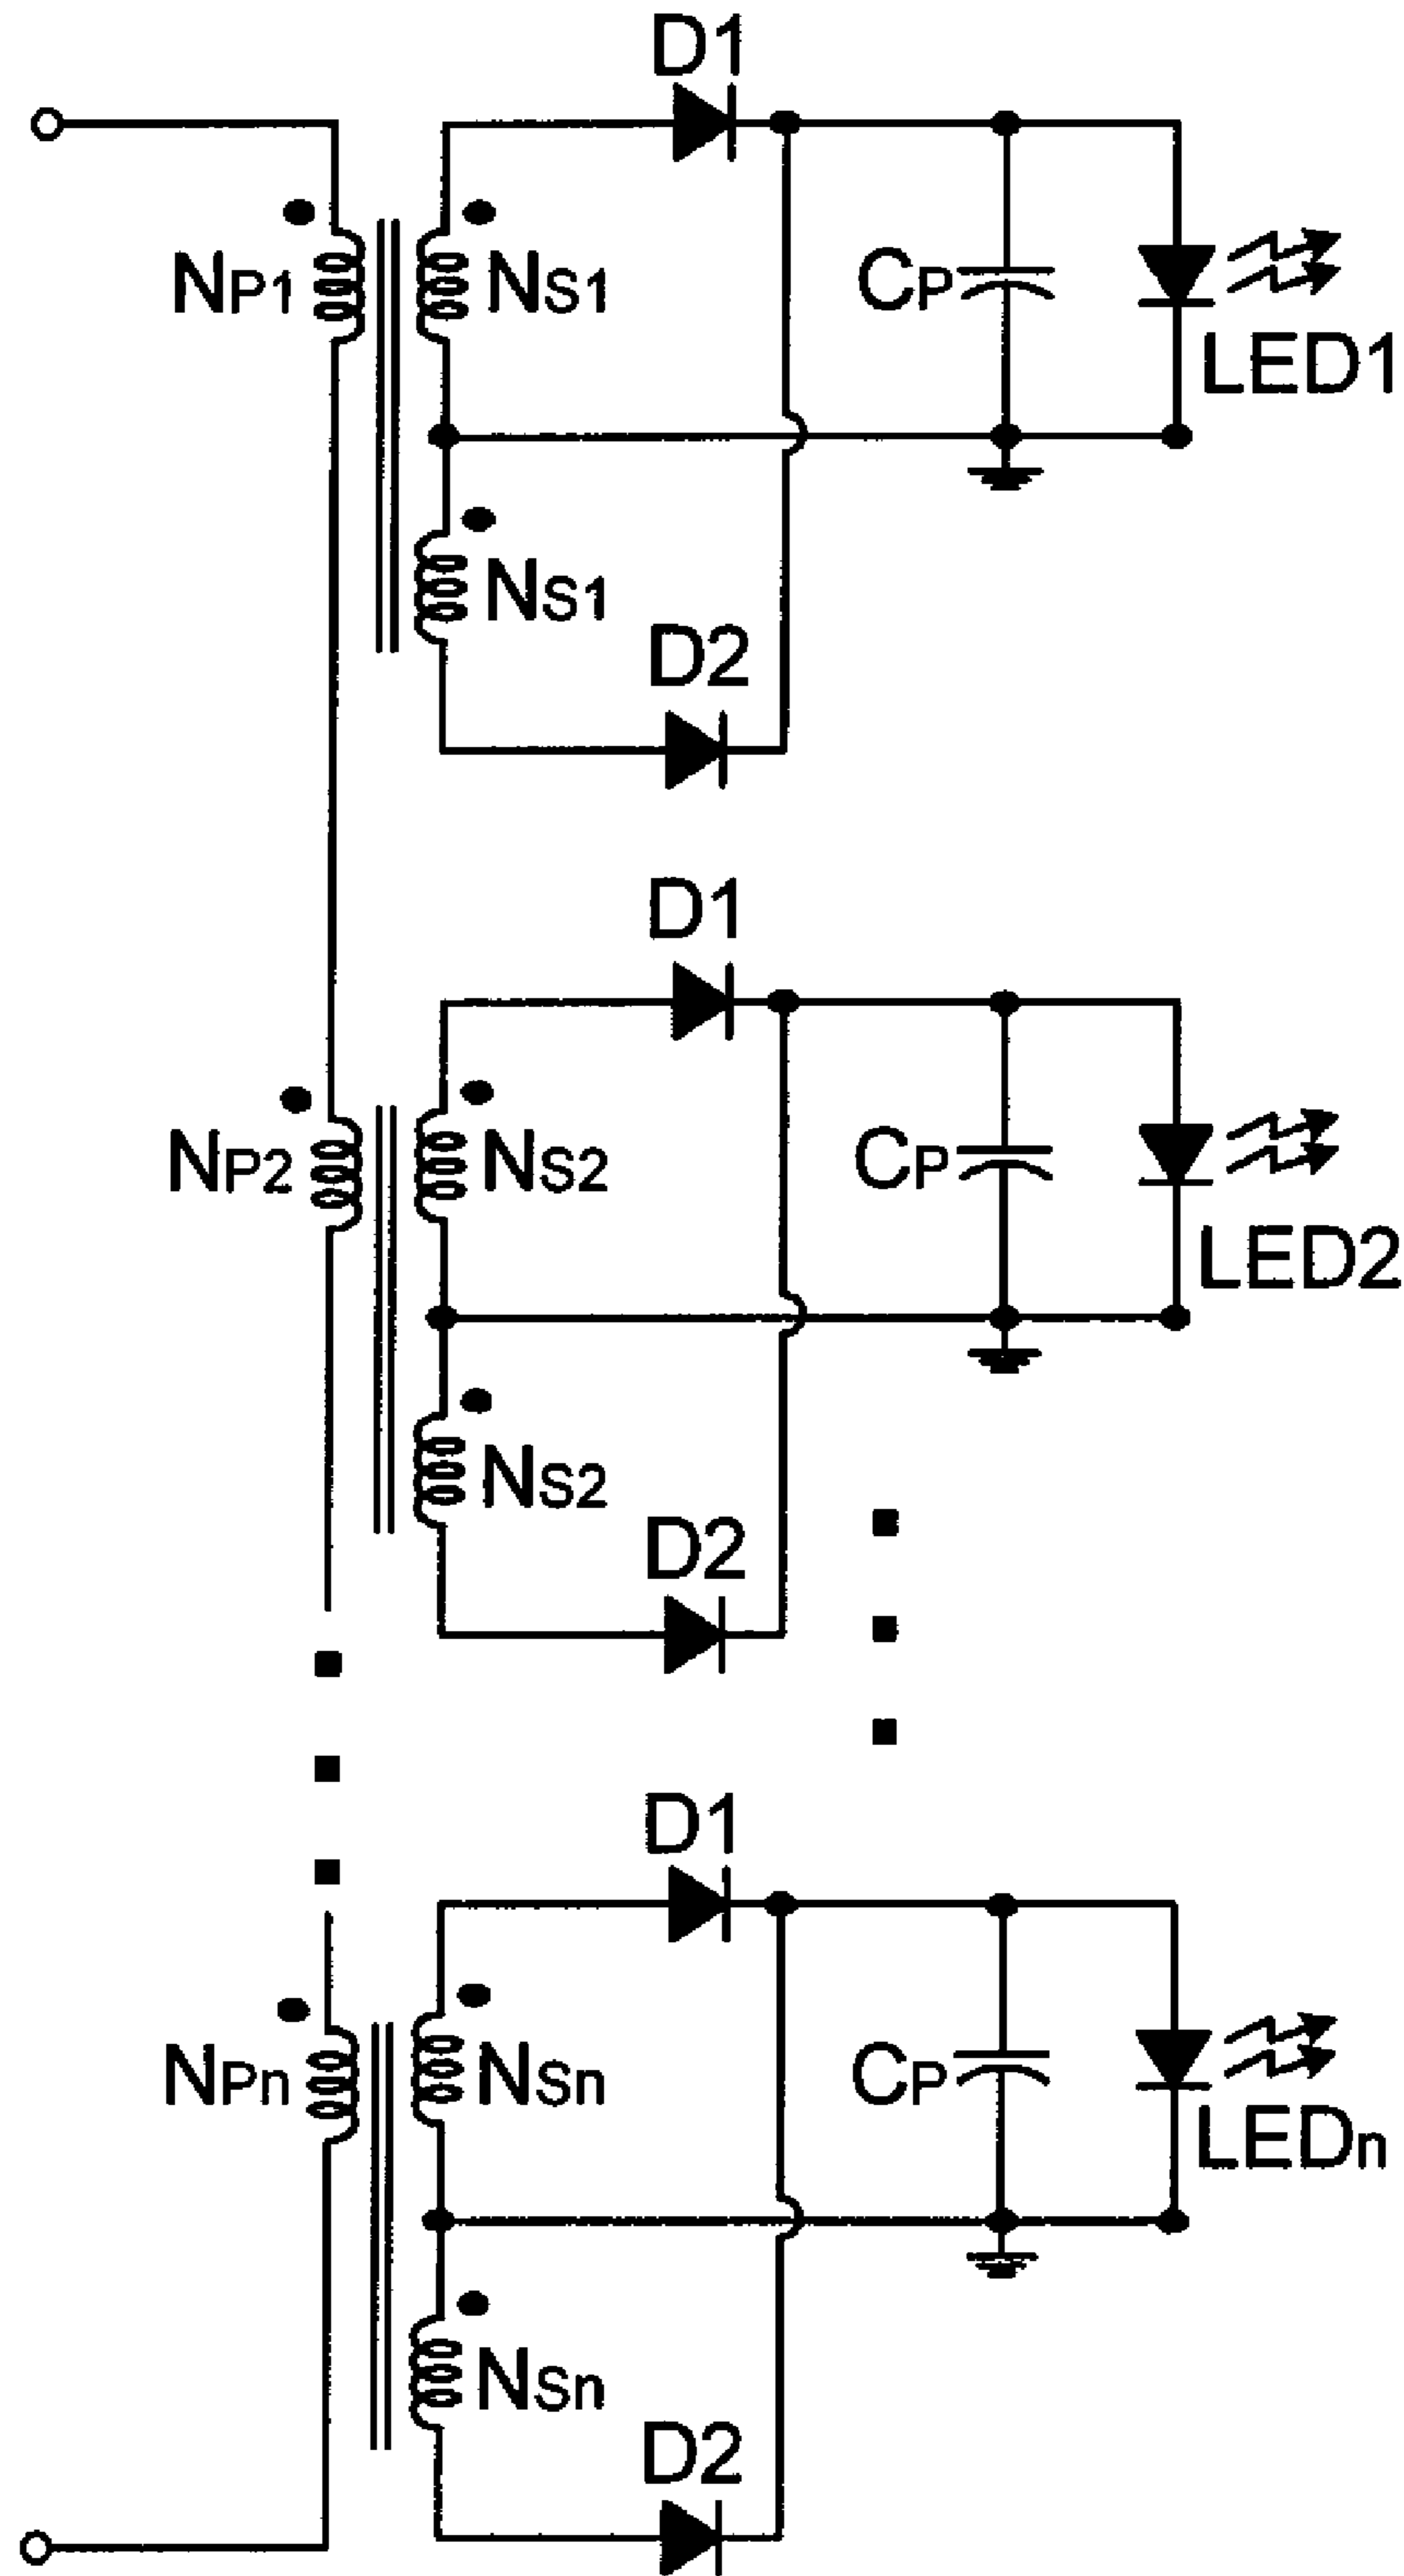 D1
NP1
NS1
CP
LED1
NS1
D2
D1
NP2
NS2
CP
LED2
NS2
D2
D1
NPn
NSn
CP
LEDn
NSn
D2